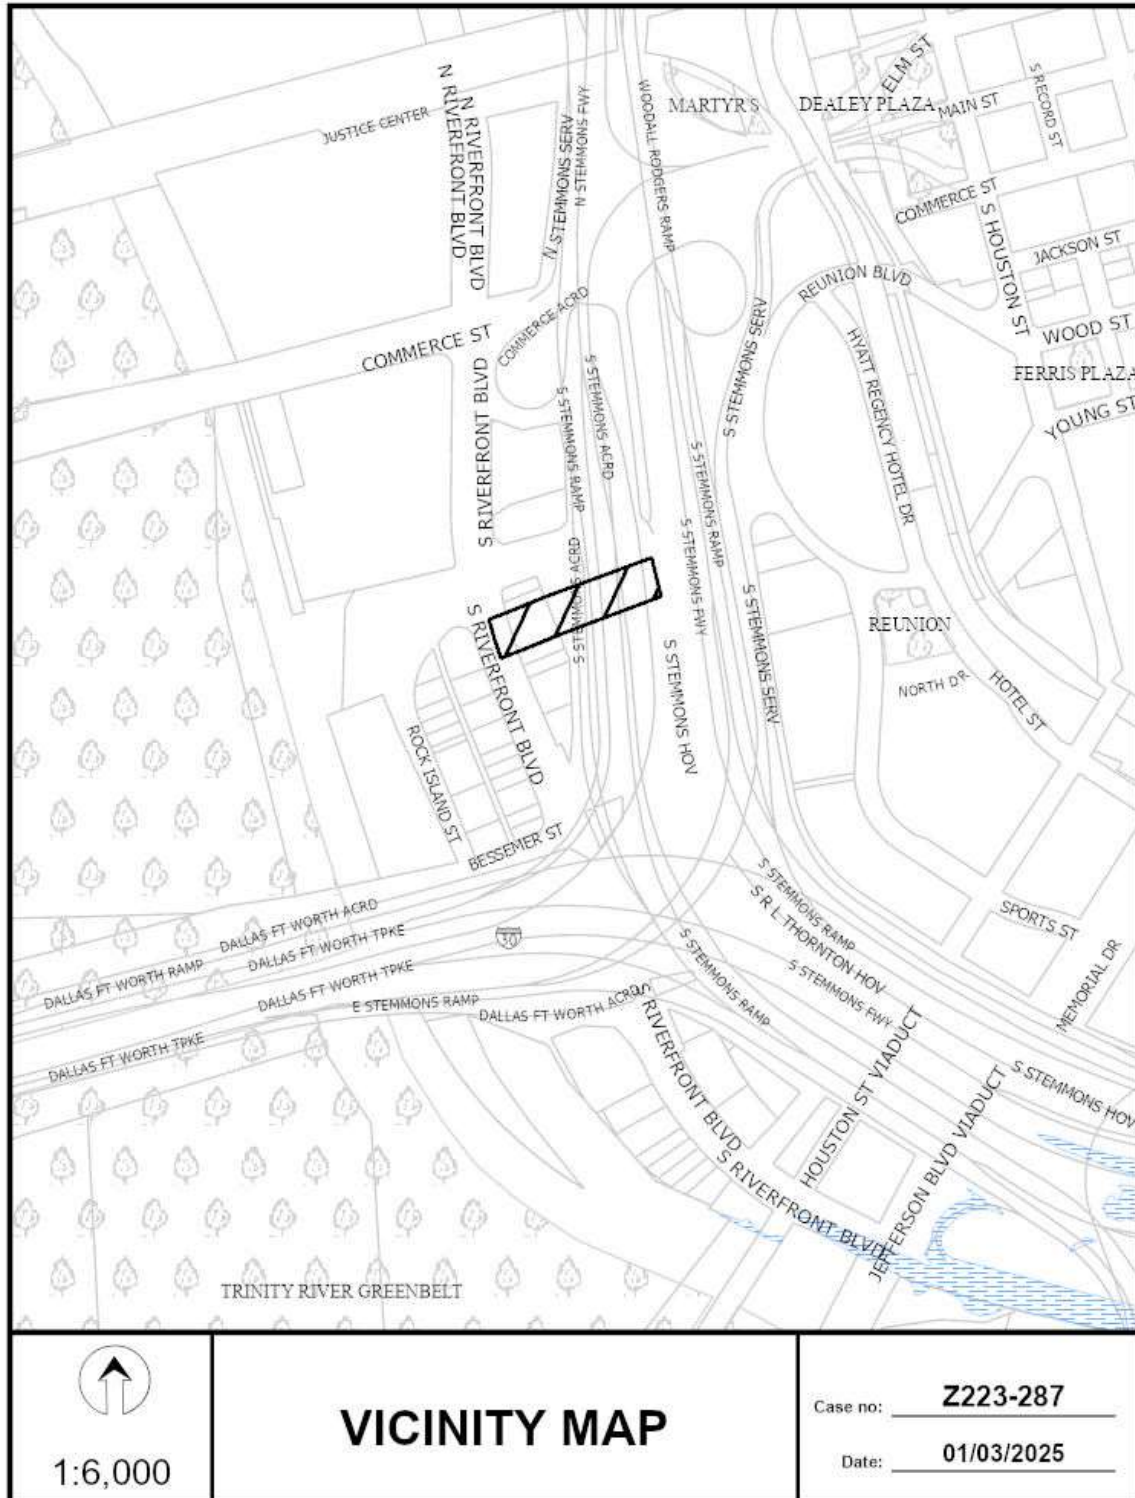 ELM ST
MARTYR'S
DEALEY PLAZA
MAIN ST
S RECORD ST
JUSTICE CENTER
N RIVERFRONT BLVD
N RIVERFRONT BLVD
N STEMMONS SERV
N STEMMONS FWY
WOODALL RODGERS RAMP
COMMERCE ST
S HOUSTON ST
JACKSON ST
REUNION BLVD
COMMERCE ACRD
COMMERCE ST
WOOD ST
FERRIS PLAZA
YOUNG ST
S RIVERFRONT BLVD
S STEMMONS RAMP
S STEMMONS ACRD
S STEMMONS SERV
HYATT REGENCY HOTEL DR
S STEMMONS RAMP
S STEMMONS FWY
S STEMMONS ACRD
S STEMMONS SERV
REUNION
S RIVERFRONT BLVD
S STEMMONS HOV
NORTH DR
HOTEL ST
ROCK ISLAND ST
BESSEMER ST
S STEMMONS RAMP
S R L THORNTON HOV
S STEMMONS FWY
SPORTS ST
MEMORIAL DR
DALLAS FT WORTH ACRD
DALLAS FT WORTH TPKE
30
DALLAS FT WORTH RAMP
DALLAS FT WORTH TPKE
E STEMMONS RAMP
DALLAS FT WORTH ACRD
S STEMMONS RAMP
DALLAS FT WORTH TPKE
S RIVERFRONT BLVD
HOUSTON ST VIADUCT
JEFFERSON BLVD VIADUCT
S STEMMONS HOV
S RIVERFRONT BLVD
TRINITY RIVER GREENBELT
1:6,000
VICINITY MAP
Case no: Z223-287
Date: 01/03/2025